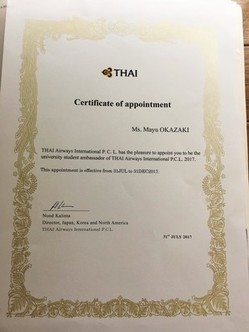 THAI
Certificate of appointment
Ms. Mayu OKAZAKI
THAI Airways International P. C. L. has the pleasure to appoint you to be the
university student ambassador of THAI Airways International P.C.L. 2017.
This appointment is effective from 31JUL to 31DEC2017.
Nond Kalinta
Director, Japan, Korea and North America
THAI Airways International P.C.L.
31st JULY 2017